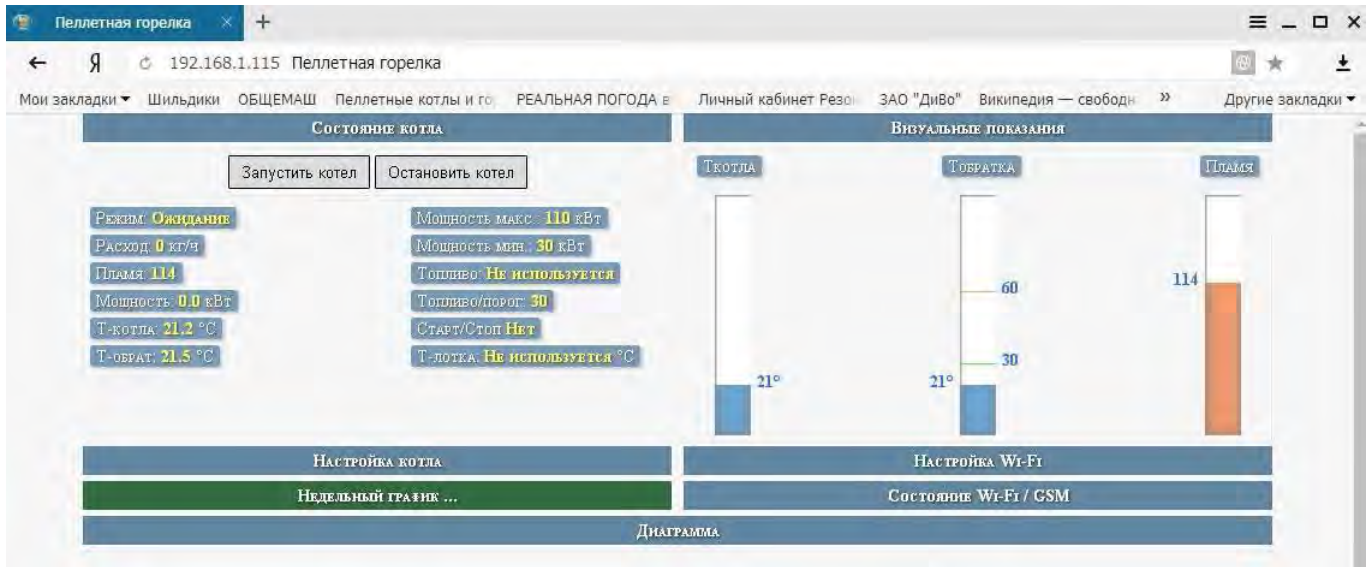 Пеллетная горелка
192.168.1.115 Пеллетная горелка
Мои закладки Шильдики ОБЩЕМАШ Пеллетные котлы и го РЕАЛЬНАЯ ПОГОДА в Личный кабинет Резо ЗАО "ДиВо" Википедия — свободн » Другие закладки
Состояние котла
Запустить котел Остановить котел
Режим: Ожидание
Расход: 0 кг/ч
Пламя: 114
Мощность: 0.0 кВт
Т-котла: 21.2 °C
Т-обрат: 21.5 °C
Мощность макс.: 110 кВт
Мощность мин.: 30 кВт
Топливо: Не используется
Топливо/порог: 30
Старт/Стоп Нет
Т-лотка: Не используется °C
Визуальные показания
Ткотла Тобратка Пламя
60
114
30
21° 21°
Настройка котла Настройка Wi-Fi
Недельный график ... Состояние Wi-Fi / GSM
Диаграмма